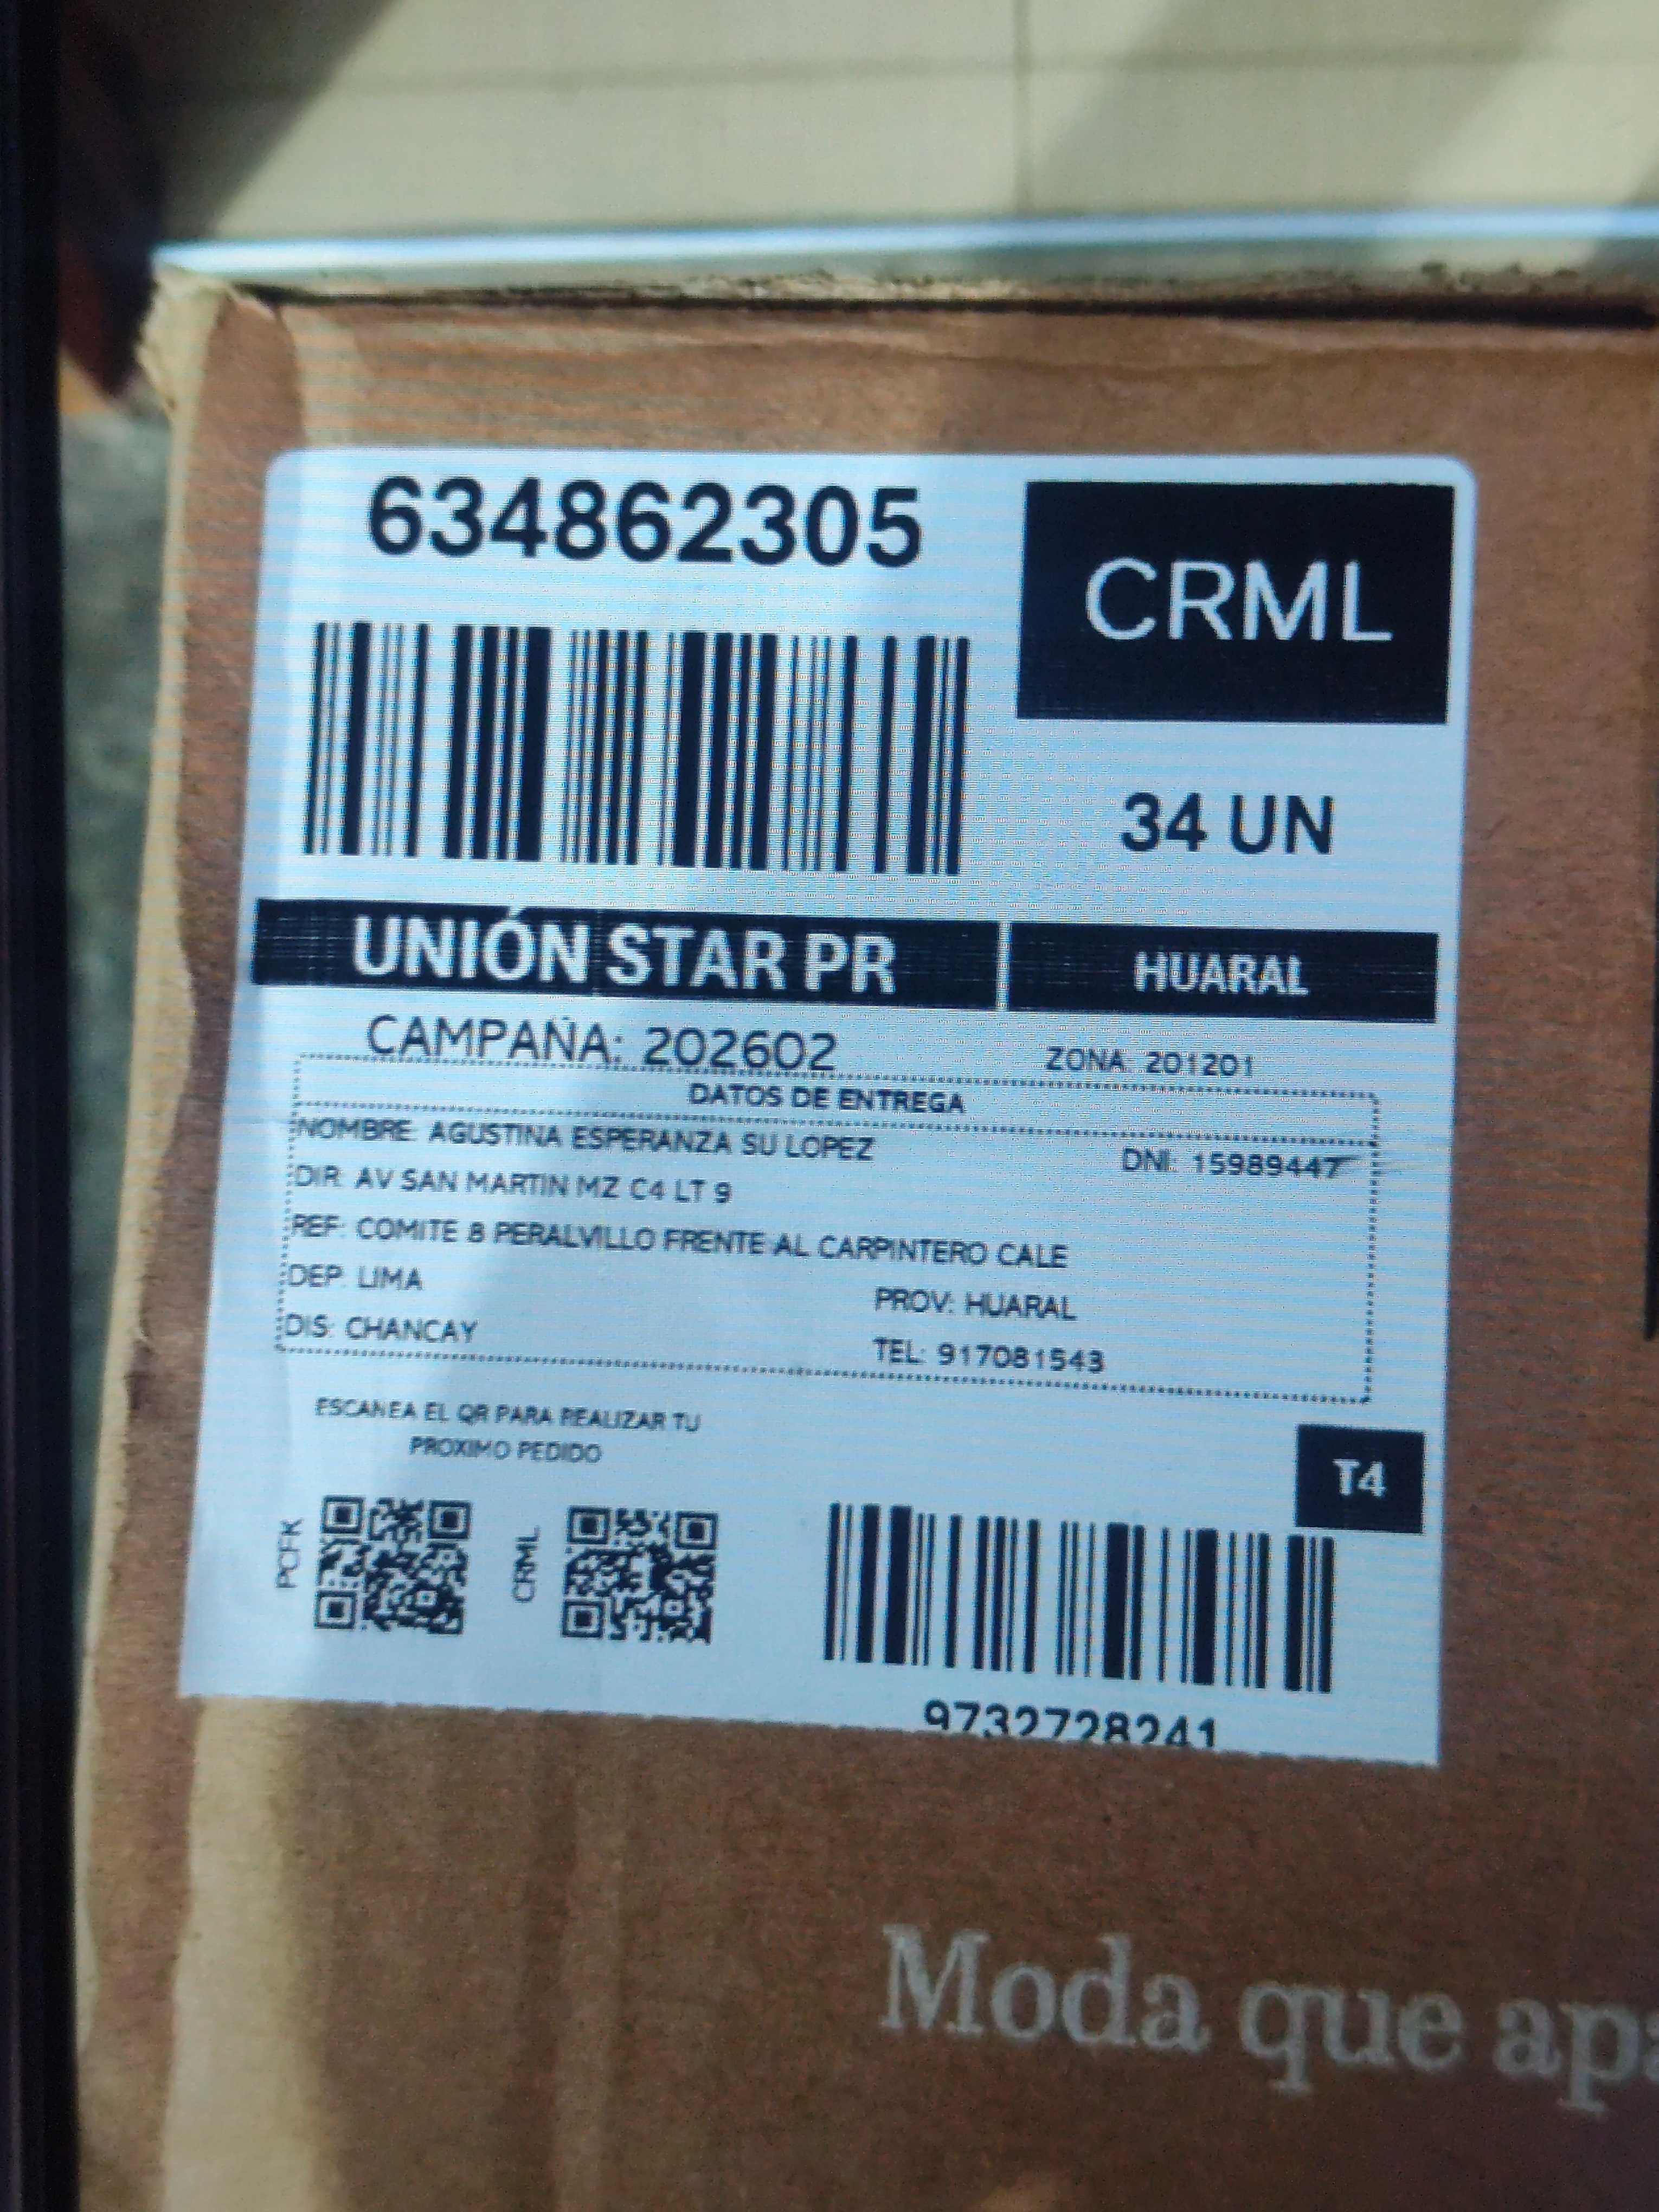 634862305
CRML
34 UN
UNIÓN STAR PR
HUARAL
CAMPAÑA: 202602
ZONA: 201201
DATOS DE ENTREGA
NOMBRE: AGUSTINA ESPERANZA SU LOPEZ
DNI: 15989447
DIR: AV SAN MARTIN MZ C4 LT 9
REF: COMITE 8 PERALVILLO FRENTE AL CARPINTERO CALE
DEP: LIMA
PROV: HUARAL
DIS: CHANCAY
TEL: 917081543
ESCANEA EL QR PARA REALIZAR TU
PROXIMO PEDIDO
T4
PCFK
CRML
9732728241
Moda que